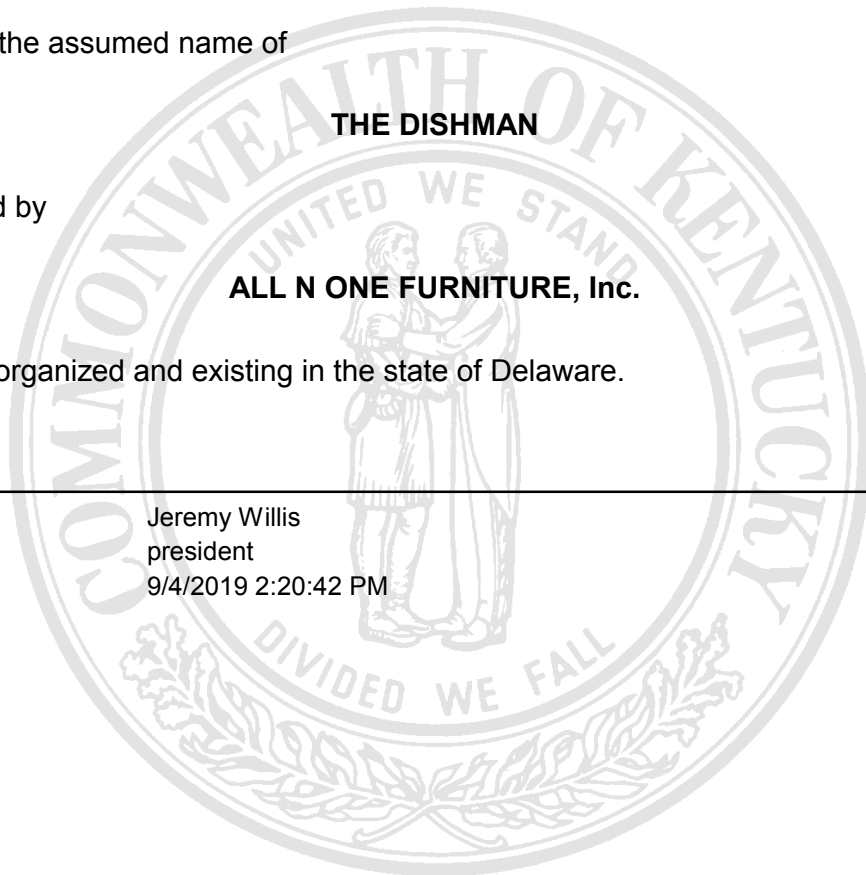 the assumed name of
THE DISHMAN
d by
ALL N ONE FURNITURE, Inc.
organized and existing in the state of Delaware.
Jeremy Willis
president
9/4/2019 2:20:42 PM
COMMONWEALTH OF KENTUCKY
UNITED WE STAND
DIVIDED WE FALL